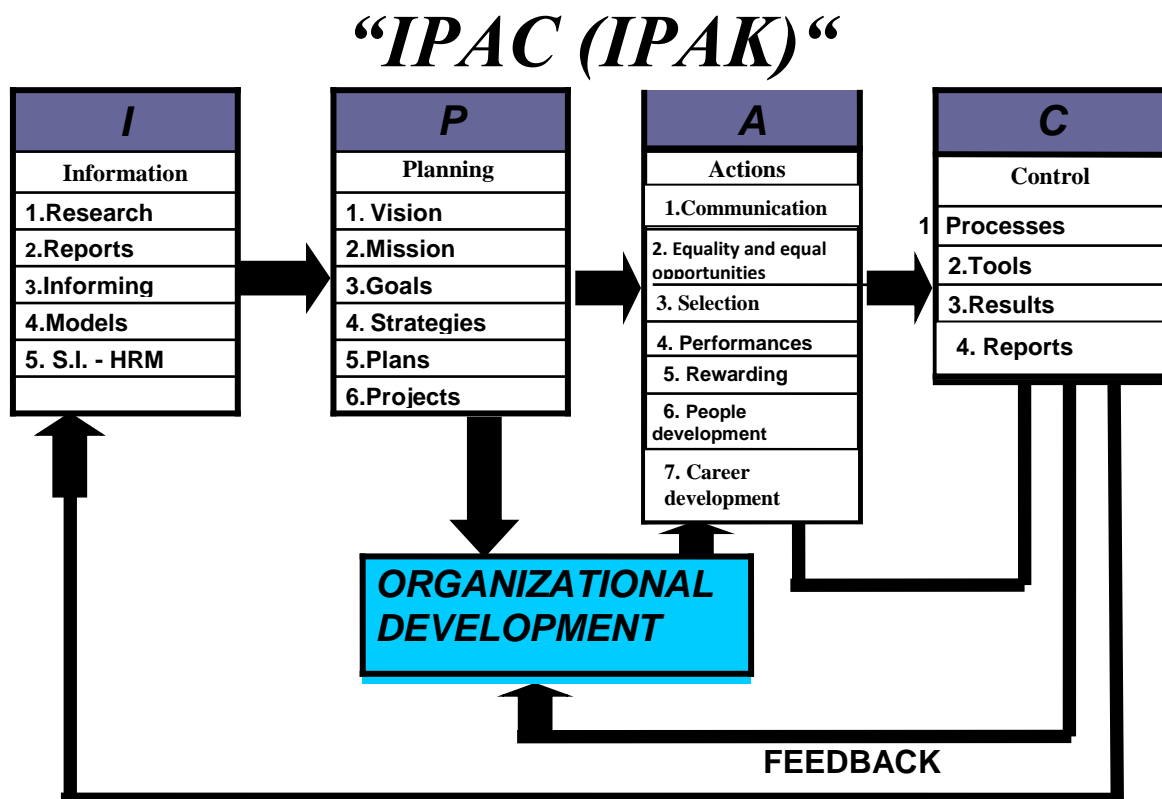 “IPAC (IPAK)“
I
Information
1.Research
2.Reports
3.Informing
4.Models
5. S.I. - HRM
P
Planning
1. Vision
2.Mission
3.Goals
4. Strategies
5.Plans
6.Projects
A
Actions
1.Communication
2. Equality and equal
opportunities
3. Selection
4. Performances
5. Rewarding
6. People
development
7. Career
development
C
Control
1 Processes
2.Tools
3.Results
4. Reports
ORGANIZATIONAL
DEVELOPMENT
FEEDBACK